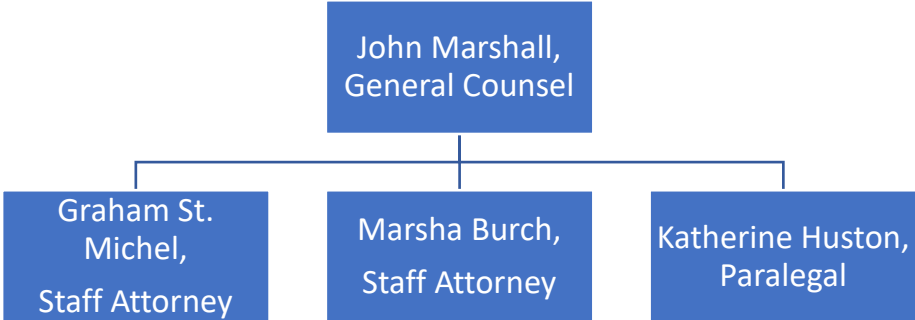 John Marshall,
General Counsel
Graham St.
Michel,
Staff Attorney
Marsha Burch,
Staff Attorney
Katherine Huston,
Paralegal